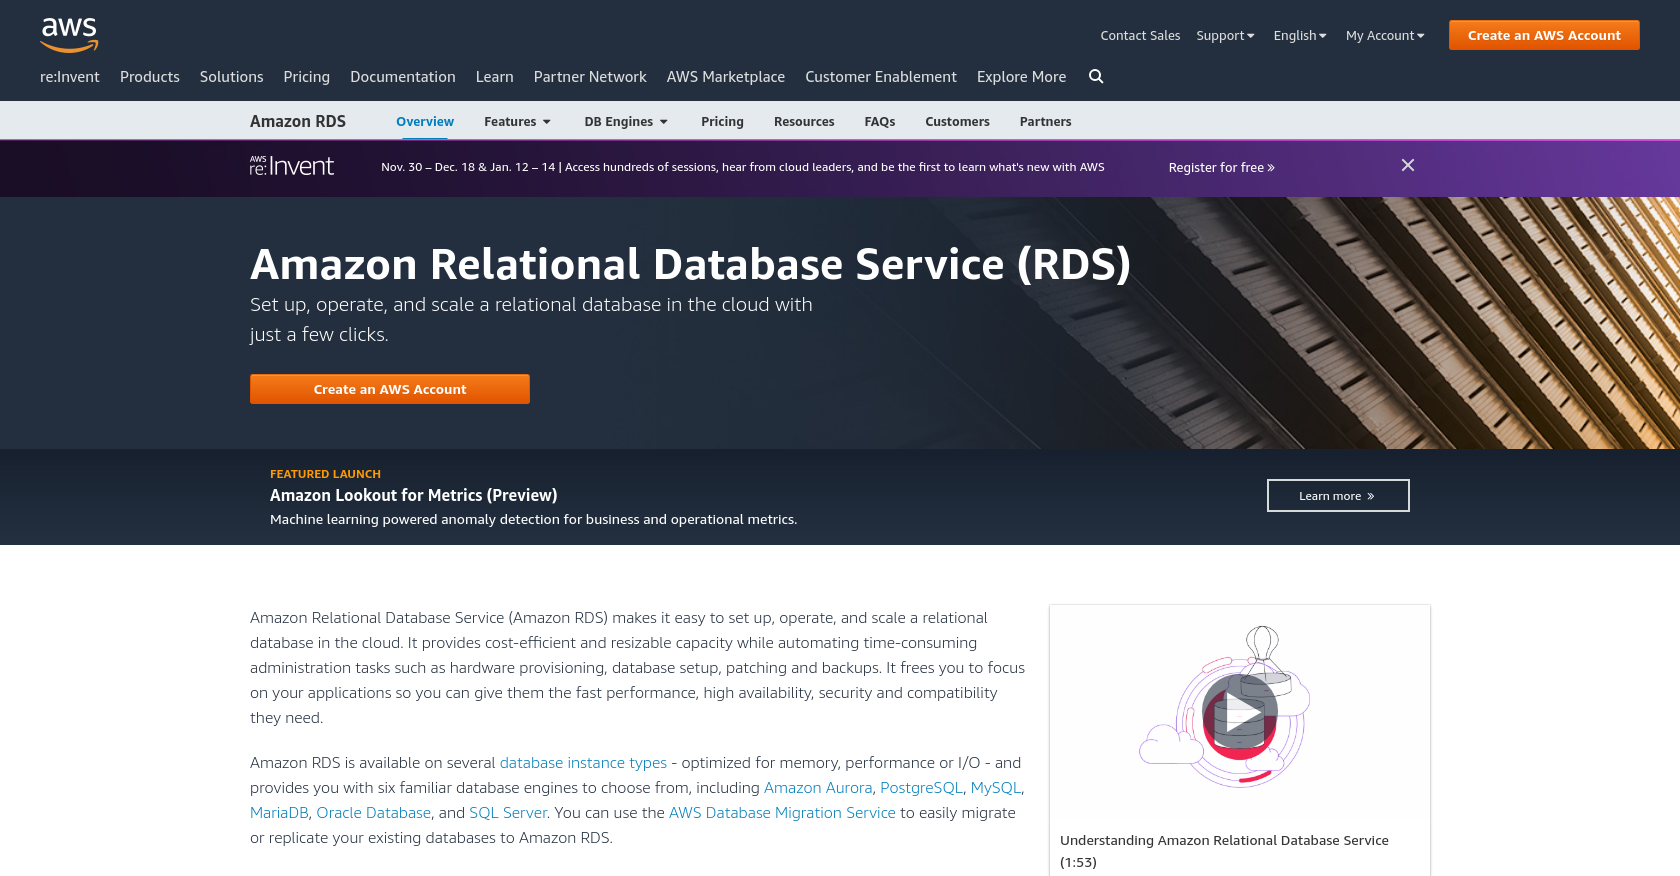 aws
Contact Sales Support English My Account Create an AWS Account
re:Invent Products Solutions Pricing Documentation Learn Partner Network AWS Marketplace Customer Enablement Explore More
Amazon RDS Overview Features DB Engines Pricing Resources FAQs Customers Partners
AWS
re:Invent Nov. 30 – Dec. 18 & Jan. 12 – 14 | Access hundreds of sessions, hear from cloud leaders, and be the first to learn what's new with AWS Register for free »
Amazon Relational Database Service (RDS)
Set up, operate, and scale a relational database in the cloud with
just a few clicks.
Create an AWS Account
FEATURED LAUNCH
Amazon Lookout for Metrics (Preview)
Machine learning powered anomaly detection for business and operational metrics.
Learn more »
Amazon Relational Database Service (Amazon RDS) makes it easy to set up, operate, and scale a relational
database in the cloud. It provides cost-efficient and resizable capacity while automating time-consuming
administration tasks such as hardware provisioning, database setup, patching and backups. It frees you to focus
on your applications so you can give them the fast performance, high availability, security and compatibility
they need.
Amazon RDS is available on several database instance types - optimized for memory, performance or I/O - and
provides you with six familiar database engines to choose from, including Amazon Aurora, PostgreSQL, MySQL,
MariaDB, Oracle Database, and SQL Server. You can use the AWS Database Migration Service to easily migrate
or replicate your existing databases to Amazon RDS.
Understanding Amazon Relational Database Service
(1:53)